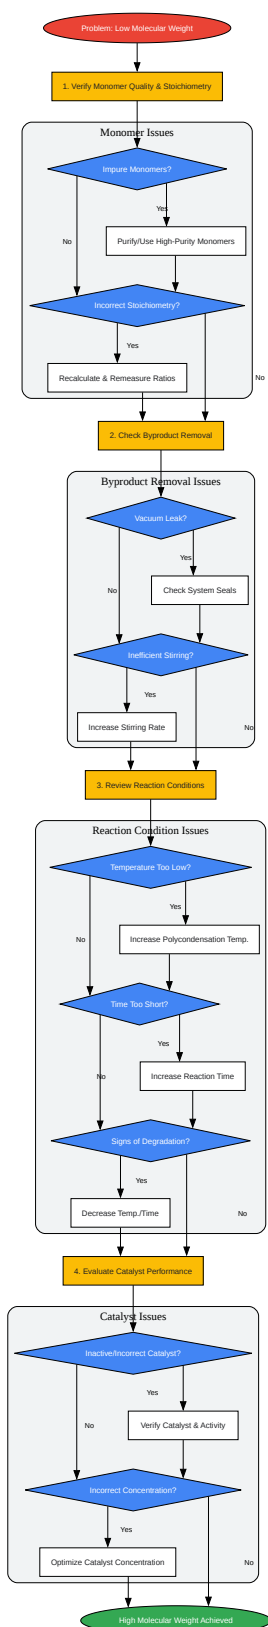 Problem: Low Molecular Weight
1. Verify Monomer Quality & Stoichiometry
Monomer Issues
Impure Monomers?
Yes
No
Purify/Use High-Purity Monomers
Incorrect Stoichiometry?
Yes
Recalculate & Remeasure Ratios
No
2. Check Byproduct Removal
Byproduct Removal Issues
Vacuum Leak?
Yes
No
Check System Seals
Inefficient Stirring?
Yes
Increase Stirring Rate
No
3. Review Reaction Conditions
Reaction Condition Issues
Temperature Too Low?
Yes
No
Increase Polycondensation Temp.
Time Too Short?
Yes
No
Increase Reaction Time
Signs of Degradation?
Yes
Decrease Temp./Time
No
4. Evaluate Catalyst Performance
Catalyst Issues
Inactive/Incorrect Catalyst?
Yes
No
Verify Catalyst & Activity
Incorrect Concentration?
Yes
Optimize Catalyst Concentration
No
High Molecular Weight Achieved